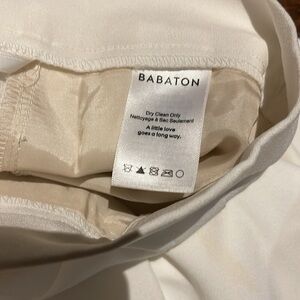 BABATON
Dry Clean Only
Nettoyage à Sec Seulement
A little love
goes a long way.